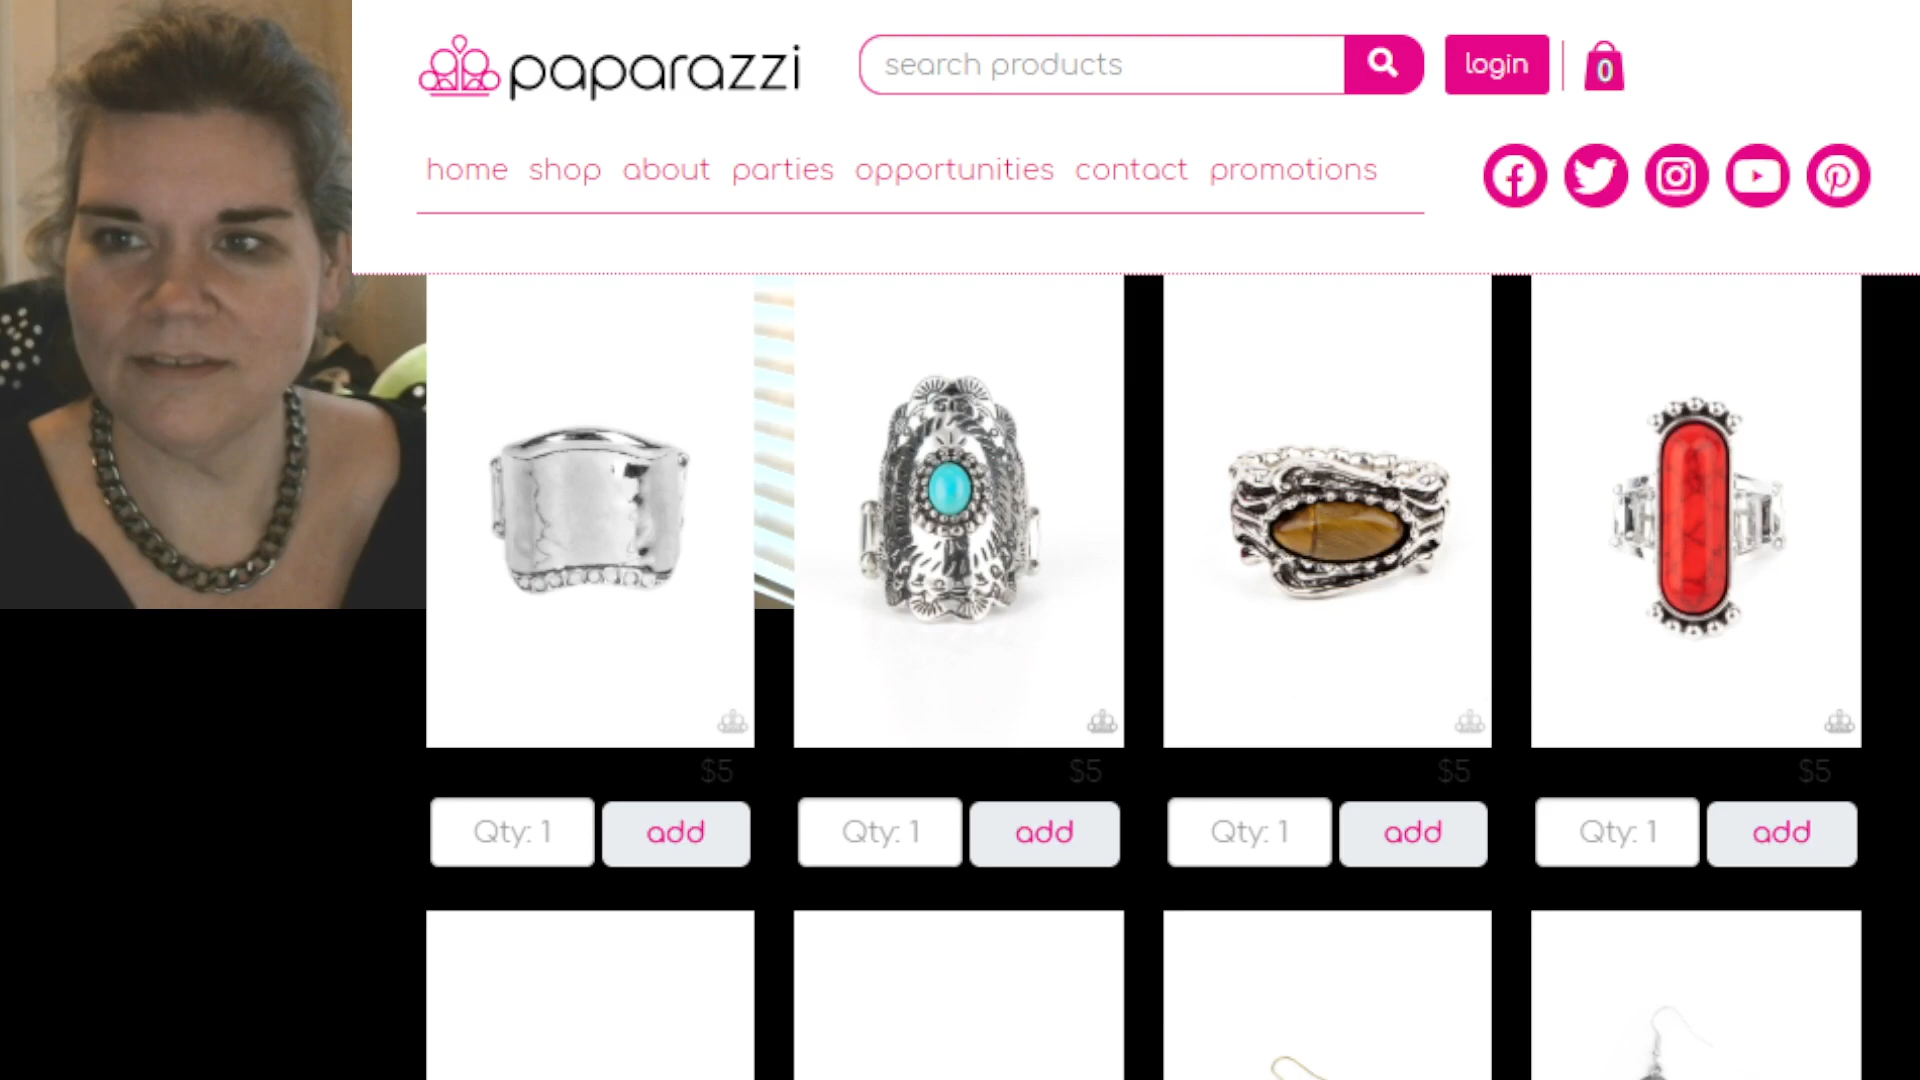 paparazzi
search products
login
0
home shop about parties opportunities contact promotions
$5 $5 $5 $5
Qty: 1 add Qty: 1 add Qty: 1 add Qty: 1 add